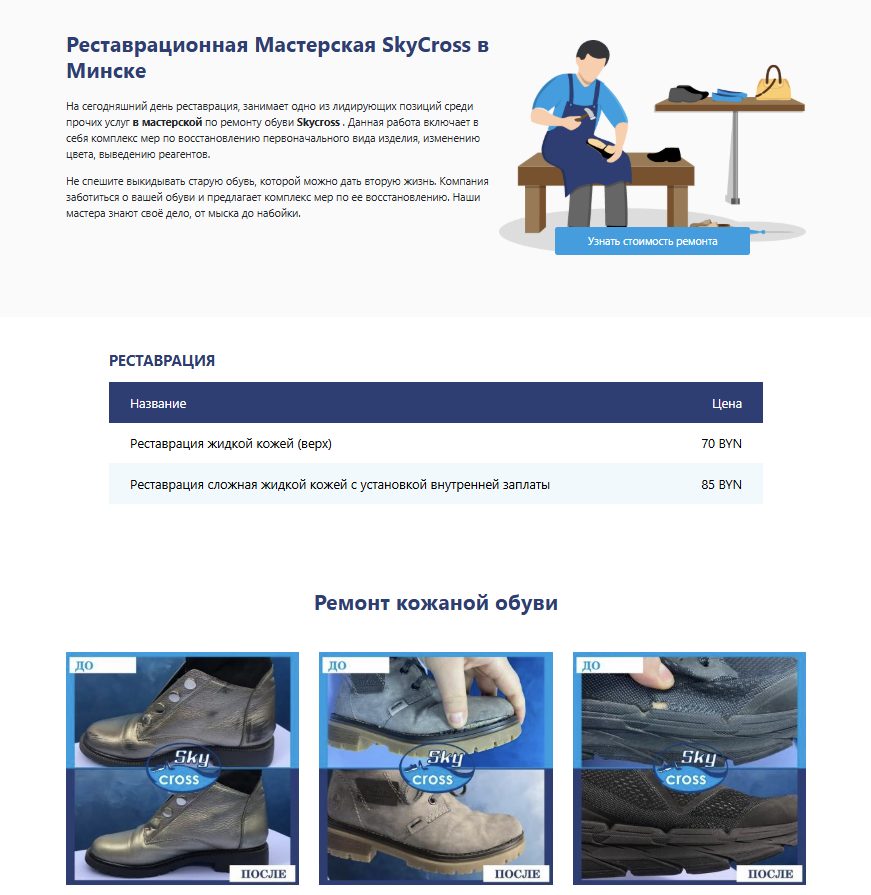 Реставрационная Мастерская SkyCross в
Минске
На сегодняшний день реставрация, занимает одно из лидирующих позиций среди
прочих услуг в мастерской по ремонту обуви Skycross . Данная работа включает в
себя комплекс мер по восстановлению первоначального вида изделия, изменению
цвета, выведению реагентов.
Не спешите выкидывать старую обувь, которой можно дать вторую жизнь. Компания
заботиться о вашей обуви и предлагает комплекс мер по ее восстановлению. Наши
мастера знают своё дело, от мыска до набойки.
Узнать стоимость ремонта
РЕСТАВРАЦИЯ
Название Цена
Реставрация жидкой кожей (верх) 70 BYN
Реставрация сложная жидкой кожей с установкой внутренней заплаты 85 BYN
Ремонт кожаной обуви
ДО ДО ДО
Sky Sky Sky
cross cross cross
ПОСЛЕ ПОСЛЕ ПОСЛЕ